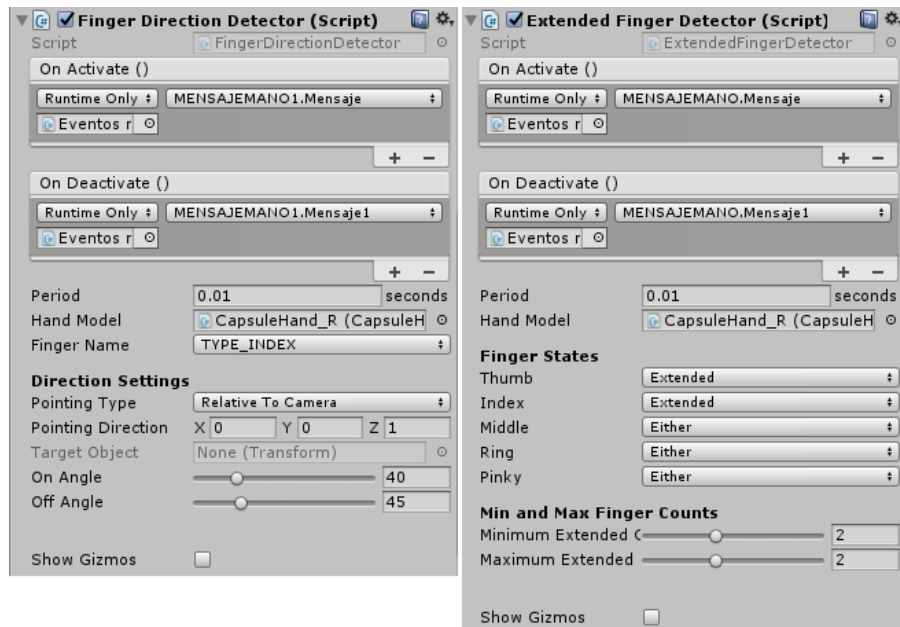 Finger Direction Detector (Script)
Script FingerDirectionDetector
On Activate ()
Runtime Only MENSAJEMANO1.Mensaje
Eventos r
+ −
On Deactivate ()
Runtime Only MENSAJEMANO1.Mensaje1
Eventos r
+ −
Period 0.01 seconds
Hand Model CapsuleHand_R (CapsuleH
Finger Name TYPE_INDEX
Direction Settings
Pointing Type Relative To Camera
Pointing Direction X 0 Y 0 Z 1
Target Object None (Transform)
On Angle 40
Off Angle 45
Show Gizmos
Extended Finger Detector (Script)
Script ExtendedFingerDetector
On Activate ()
Runtime Only MENSAJEMANO.Mensaje
Eventos r
+ −
On Deactivate ()
Runtime Only MENSAJEMANO.Mensaje1
Eventos r
+ −
Period 0.01 seconds
Hand Model CapsuleHand_R (CapsuleH
Finger States
Thumb Extended
Index Extended
Middle Either
Ring Either
Pinky Either
Min and Max Finger Counts
Minimum Extended C 2
Maximum Extended 2
Show Gizmos